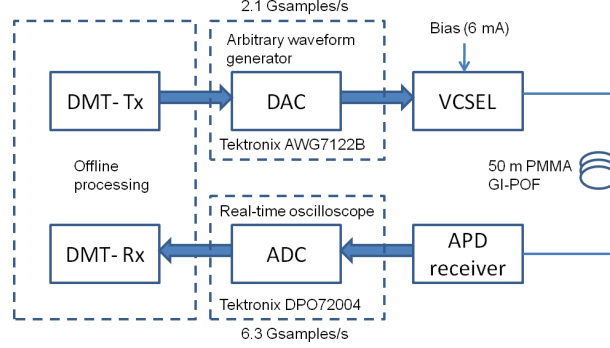 2.1 Gsamples/s
Arbitrary waveform
generator
Bias (6 mA)
DMT- Tx
DAC
VCSEL
Tektronix AWG7122B
Offline
processing
50 m PMMA
GI-POF
Real-time oscilloscope
DMT- Rx
ADC
APD
receiver
Tektronix DPO72004
6.3 Gsamples/s